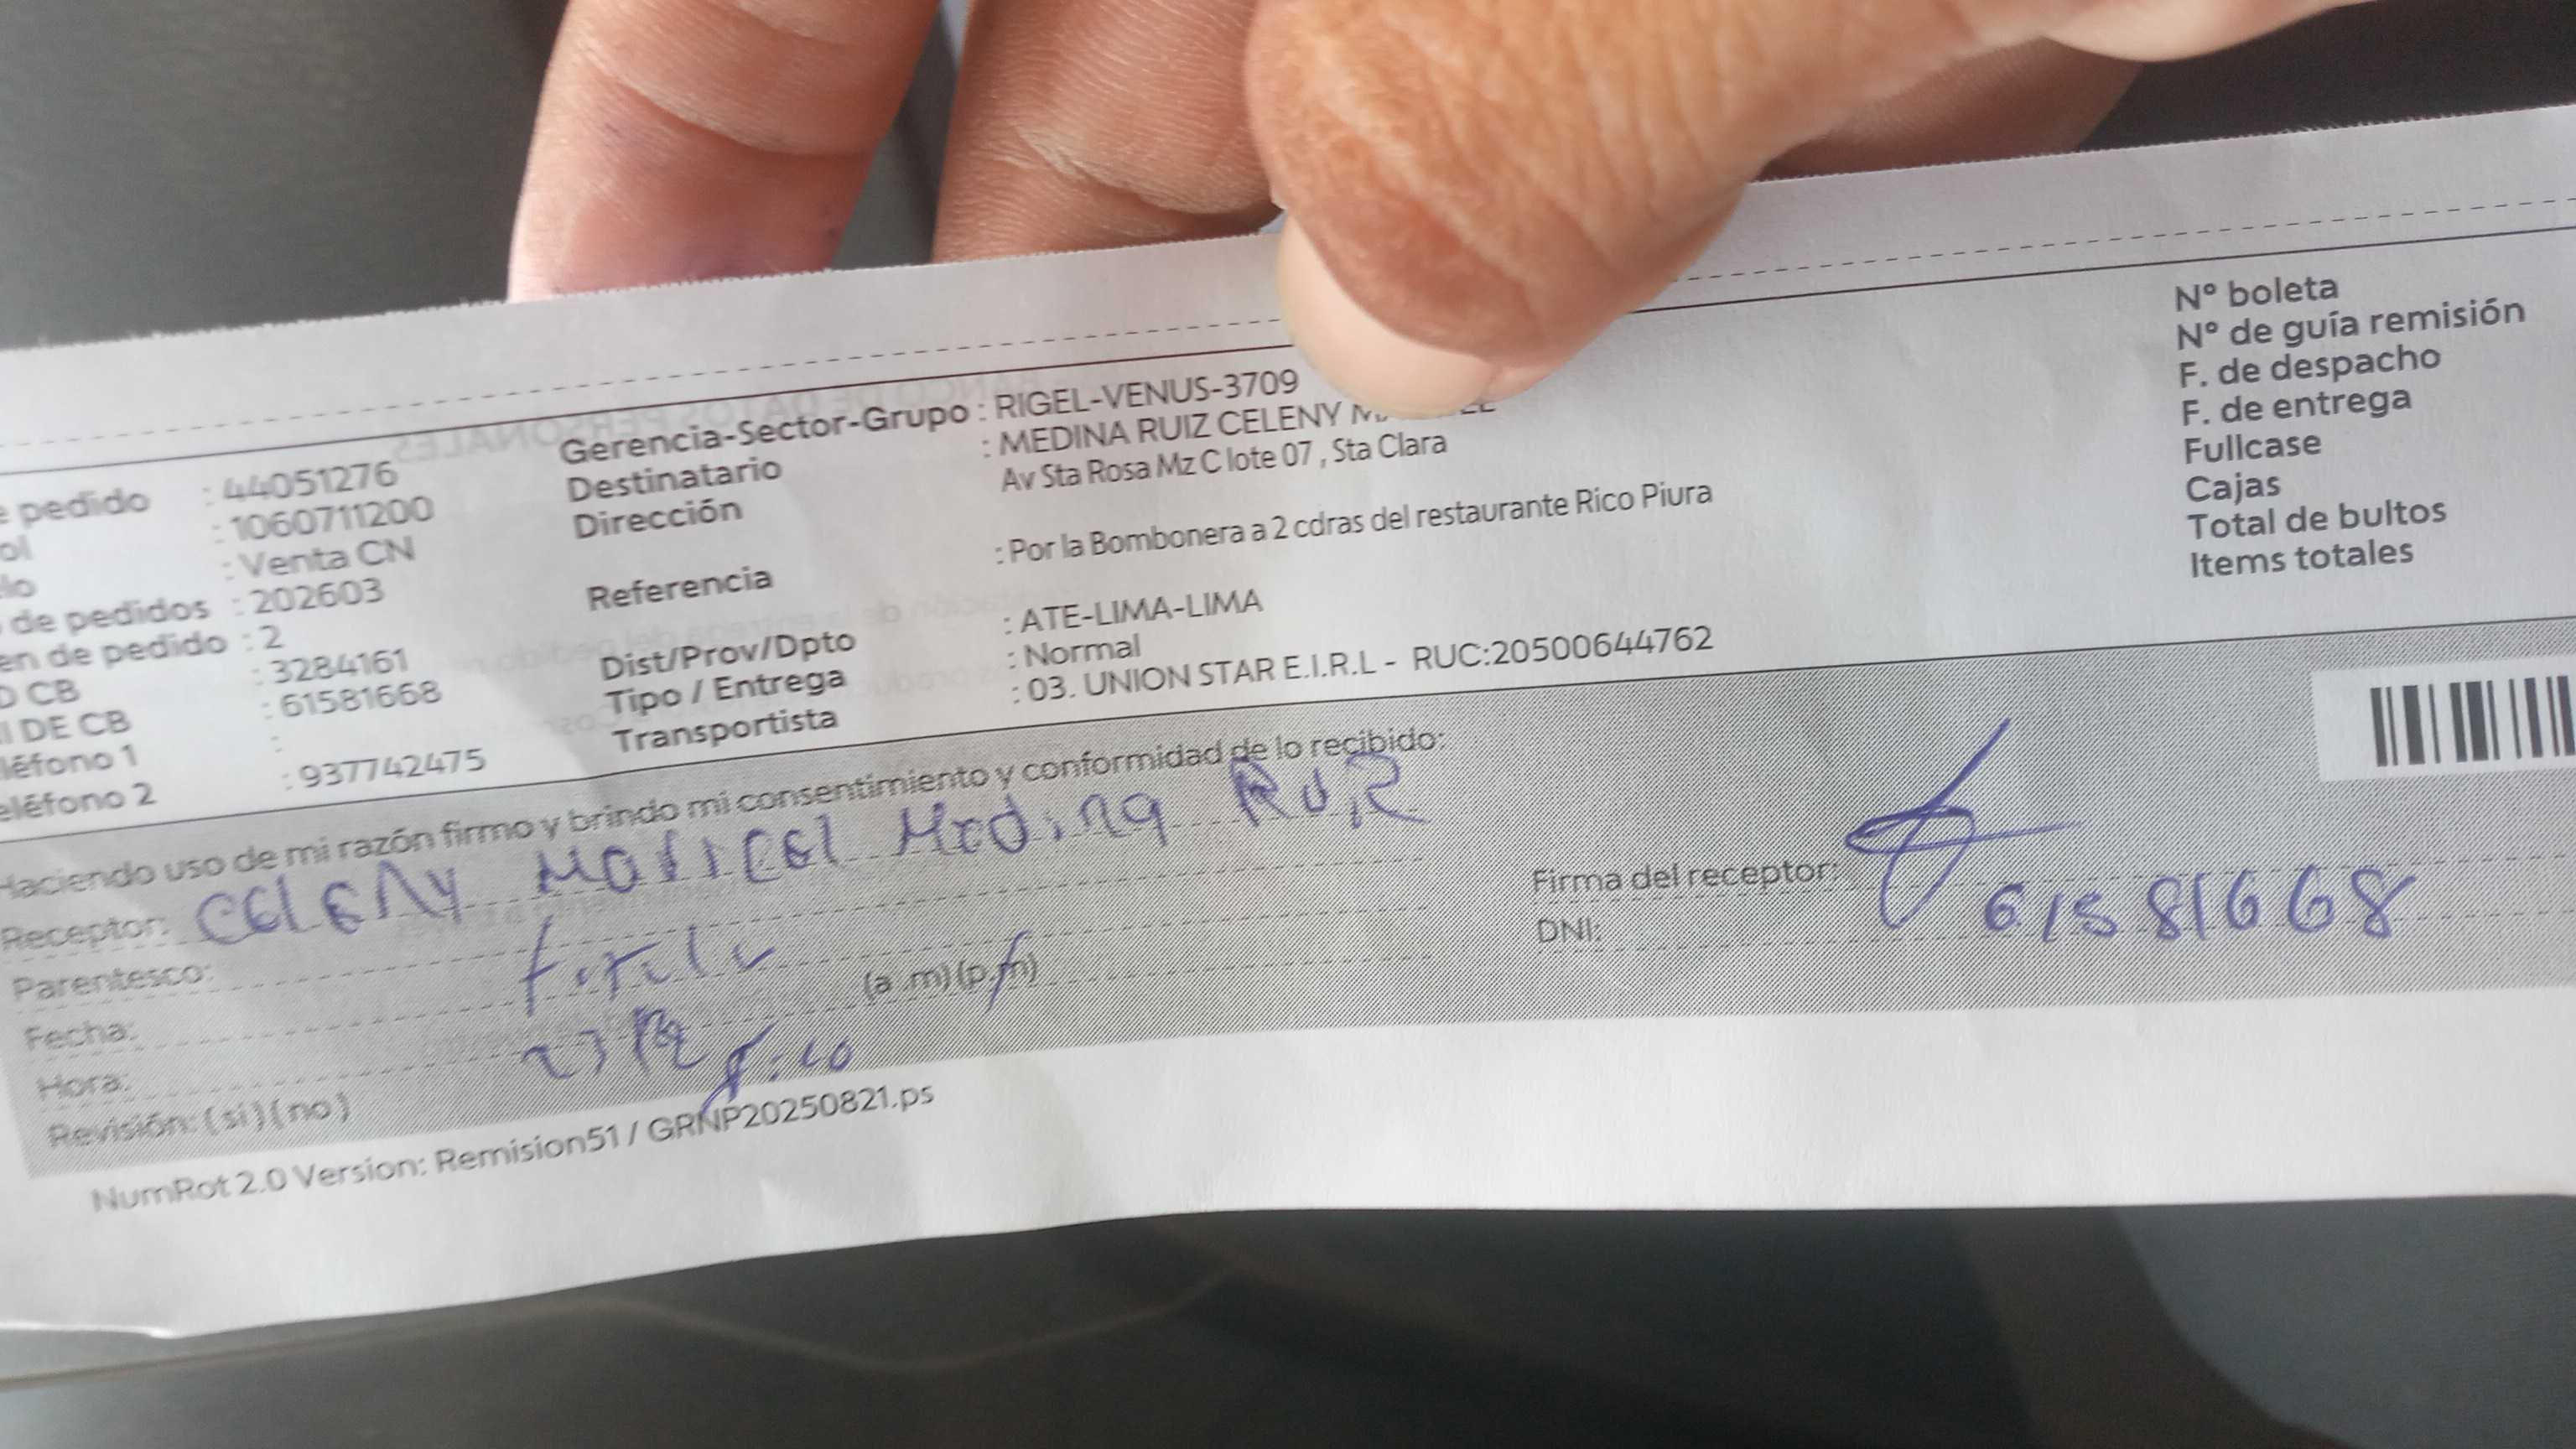 e pedido : 44051276
ol : 1060711200
lo : Venta CN
de pedidos : 202603
en de pedido : 2
D CB : 3284161
I DE CB : 61581668
léfono 1 :
eléfono 2 : 937742475
Gerencia-Sector-Grupo : RIGEL-VENUS-3709
Destinatario : MEDINA RUIZ CELENY
Dirección Av Sta Rosa Mz C lote 07 , Sta Clara
Referencia : Por la Bombonera a 2 cdras del restaurante Rico Piura
Dist/Prov/Dpto : ATE-LIMA-LIMA
Tipo / Entrega : Normal
Transportista : 03. UNION STAR E.I.R.L - RUC:20500644762
N° boleta
N° de guía remisión
F. de despacho
F. de entrega
Fullcase
Cajas
Total de bultos
Items totales
Haciendo uso de mi razón firmo y brindo mi consentimiento y conformidad de lo recibido:
Receptor: Celeny Maricel Medina Ruiz
Parentesco:
Fecha: (a .m) (p.m)
Hora:
Revisión: ( si ) ( no )
Firma del receptor:
DNI: 61581668
NumRot 2.0 Version: Remision51 / GRNP20250821.ps